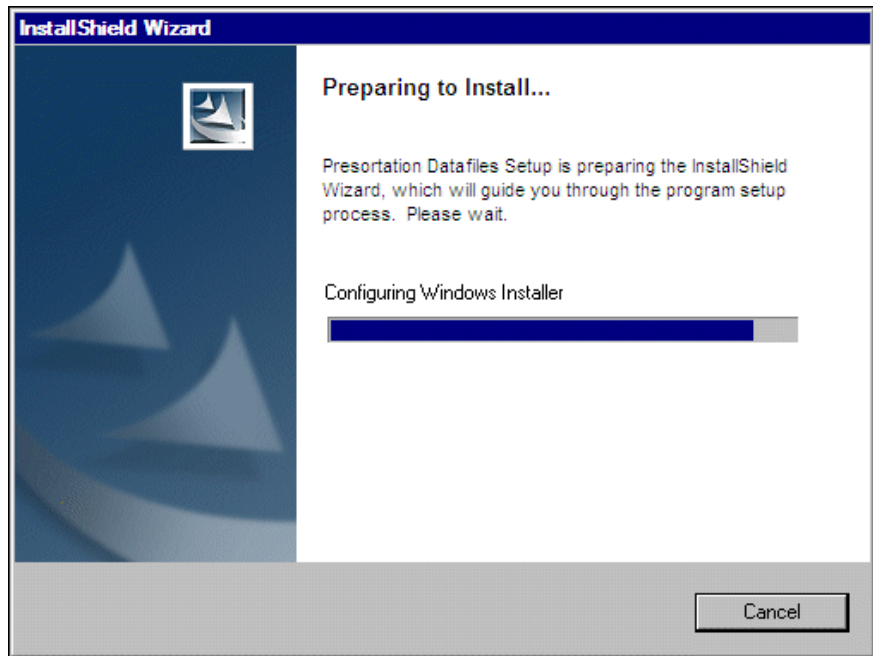 InstallShield Wizard
Preparing to Install...
Presortation Datafiles Setup is preparing the InstallShield
Wizard, which will guide you through the program setup
process. Please wait.
Configuring Windows Installer
Cancel